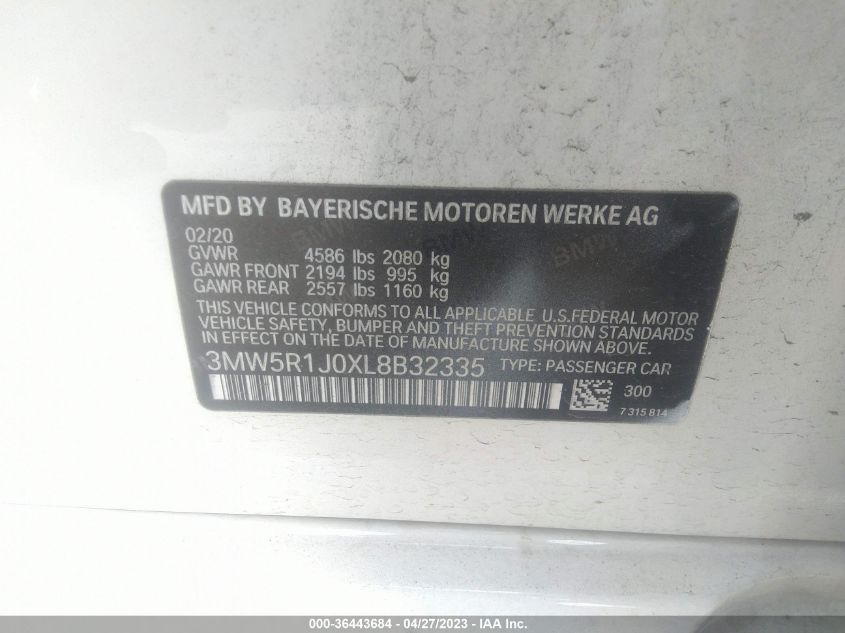 MFD BY BAYERISCHE MOTOREN WERKE AG
02/20
GVWR 4586 lbs 2080 kg
GAWR FRONT 2194 lbs 995 kg
GAWR REAR 2557 lbs 1160 kg
THIS VEHICLE CONFORMS TO ALL APPLICABLE U.S.FEDERAL MOTOR
VEHICLE SAFETY, BUMPER AND THEFT PREVENTION STANDARDS
IN EFFECT ON THE DATE OF MANUFACTURE SHOWN ABOVE.
3MW5R1J0XL8B32335 TYPE: PASSENGER CAR
300
7 315 814
000-36443684 - 04/27/2023 - IAA Inc.